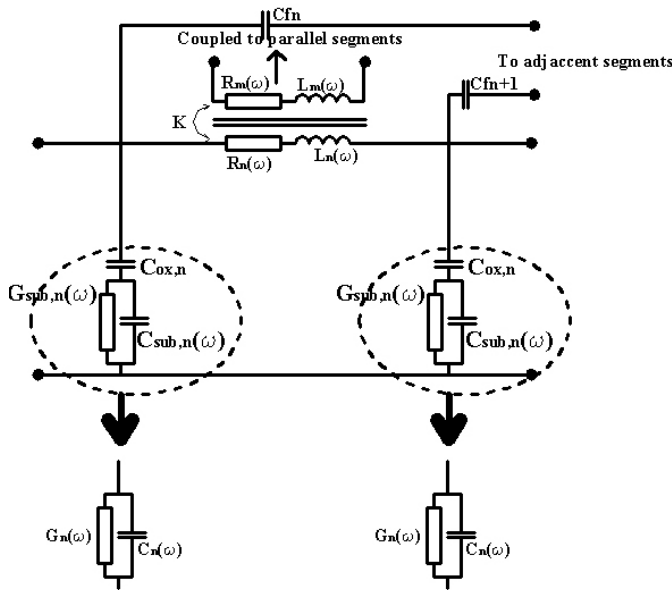 Cfn
Coupled to parallel segments
To adjaccent segments
Rm(ω)
Lm(ω)
Cfn+1
K
Rn(ω)
Ln(ω)
Cox,n
Cox,n
Gsub,n(ω)
Gsub,n(ω)
Csub,n(ω)
Csub,n(ω)
Gn(ω)
Cn(ω)
Gn(ω)
Cn(ω)